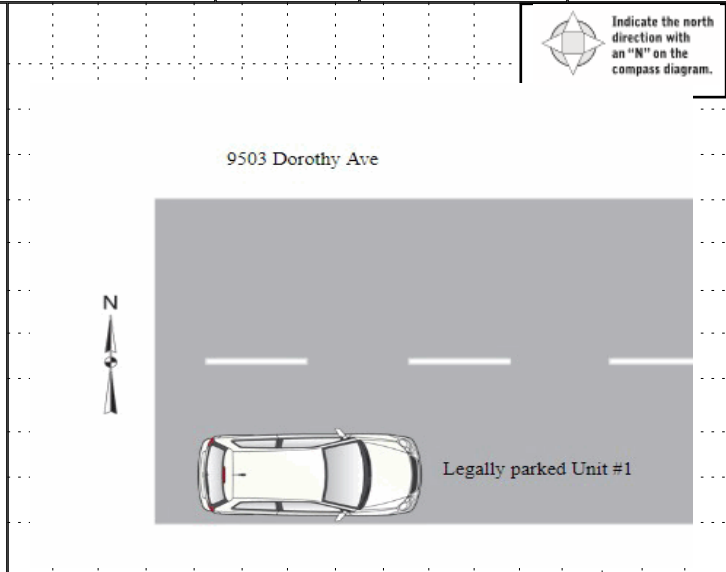 Indicate the north
direction with
an “N” on the
compass diagram.
9503 Dorothy Ave
N
Legally parked Unit #1